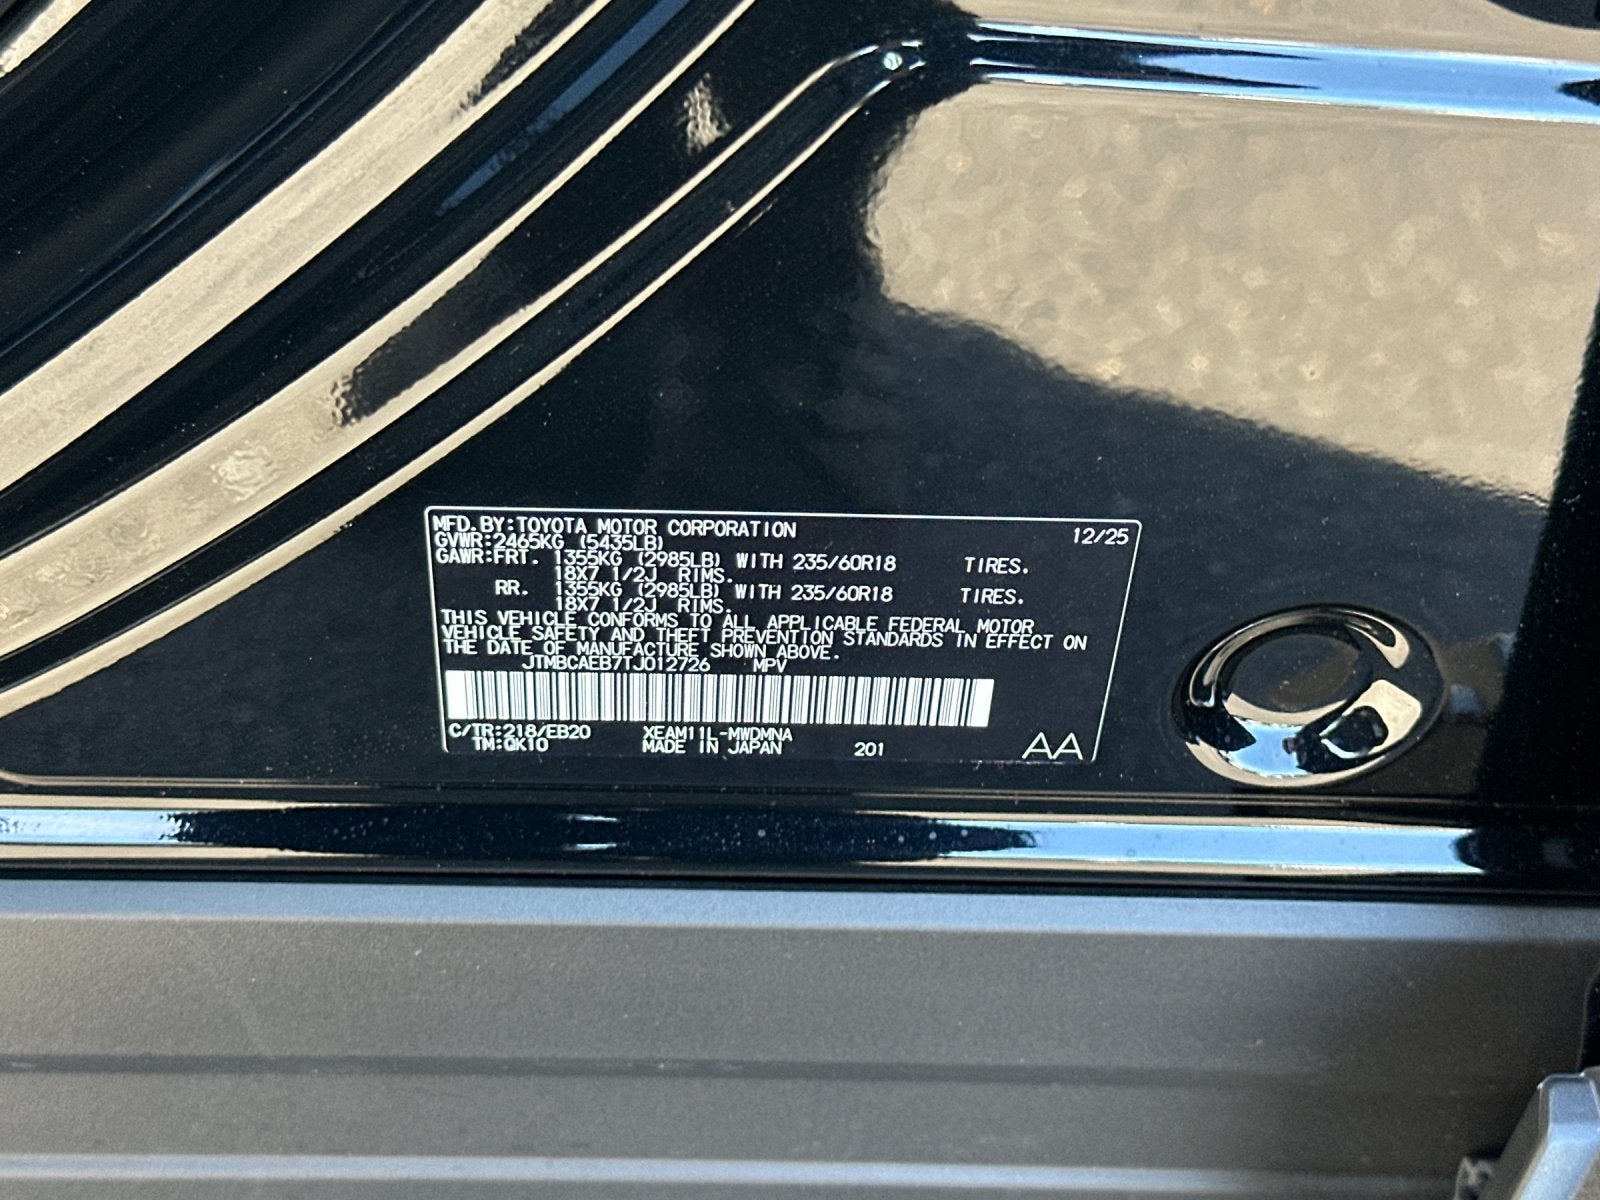 MFD.BY:TOYOTA MOTOR CORPORATION 12/25
GVWR:2465KG (5435LB)
GAWR:FRT. 1355KG (2985LB) WITH 235/60R18 TIRES.
18X7 1/2J RIMS.
RR. 1355KG (2985LB) WITH 235/60R18 TIRES.
18X7 1/2J RIMS.
THIS VEHICLE CONFORMS TO ALL APPLICABLE FEDERAL MOTOR
VEHICLE SAFETY AND THEFT PREVENTION STANDARDS IN EFFECT ON
THE DATE OF MANUFACTURE SHOWN ABOVE.
JTMBCAEB7TJ012726 MPV
C/TR:218/EB20 XEAM11L-MWDMNA
TM:QK10 MADE IN JAPAN 201 AA